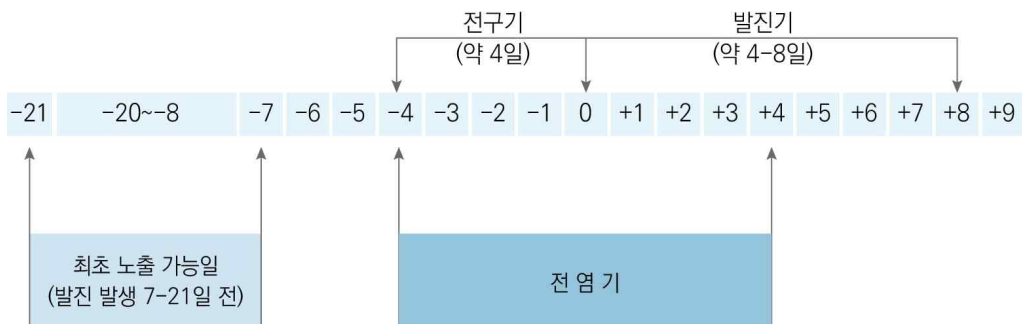 전구기
(약 4일)
발진기
(약 4-8일)
-21 -20~-8 -7 -6 -5 -4 -3 -2 -1 0 +1 +2 +3 +4 +5 +6 +7 +8 +9
최초 노출 가능일
(발진 발생 7-21일 전)
전 염 기